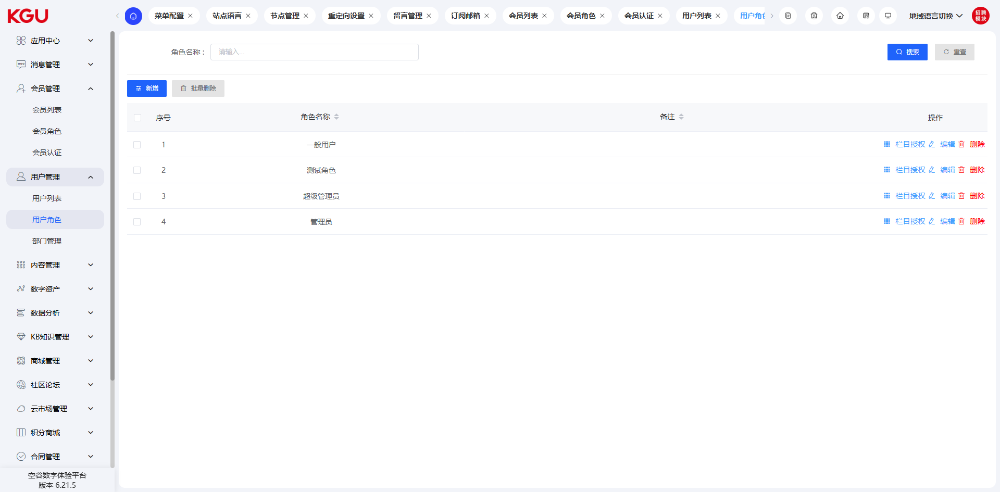 KGU
菜单配置
站点语言
节点管理
重定向设置
留言管理
订阅邮箱
会员列表
会员角色
会员认证
用户列表
用户角
地域语言切换
招聘
模块
应用中心
消息管理
会员管理
会员列表
会员角色
会员认证
用户管理
用户列表
用户角色
部门管理
内容管理
数字资产
数据分析
KB知识管理
商城管理
社区论坛
云市场管理
积分商城
合同管理
空谷数字体验平台
版本 6.21.5
角色名称 :
请输入...
搜索
重置
新增
批量删除
序号 角色名称 备注 操作
1 一般用户 栏目授权 编辑 删除
2 测试角色 栏目授权 编辑 删除
3 超级管理员 栏目授权 编辑 删除
4 管理员 栏目授权 编辑 删除